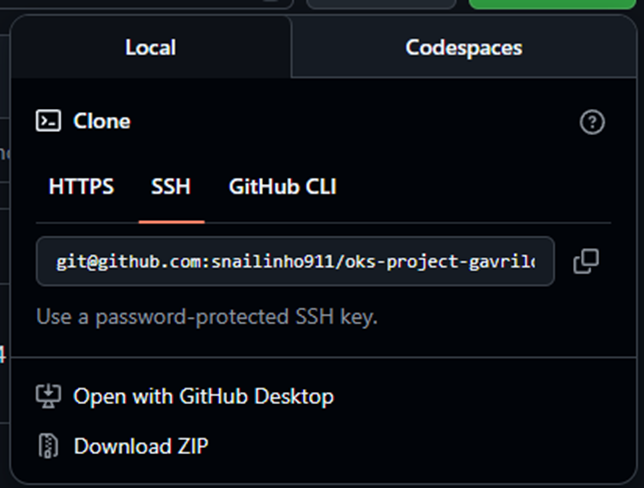 Local Codespaces
Clone
HTTPS SSH GitHub CLI
git@github.com:snailinho911/oks-project-gavril
Use a password-protected SSH key.
Open with GitHub Desktop
Download ZIP